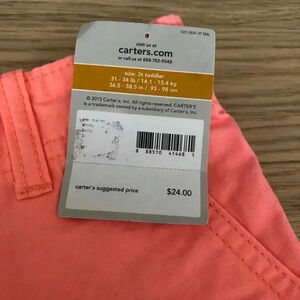 visit us at
carters.com
or call us at 888-782-9548
size: 3t toddler
31 - 34 lb / 14.1 - 15.4 kg
36.5 - 38.5 in / 93 - 98 cm
© 2013 Carter's, Inc. All rights reserved. CARTER'S
is a trademark owned by a subsidiary of Carter's, Inc.
carter's suggested price
$24.00